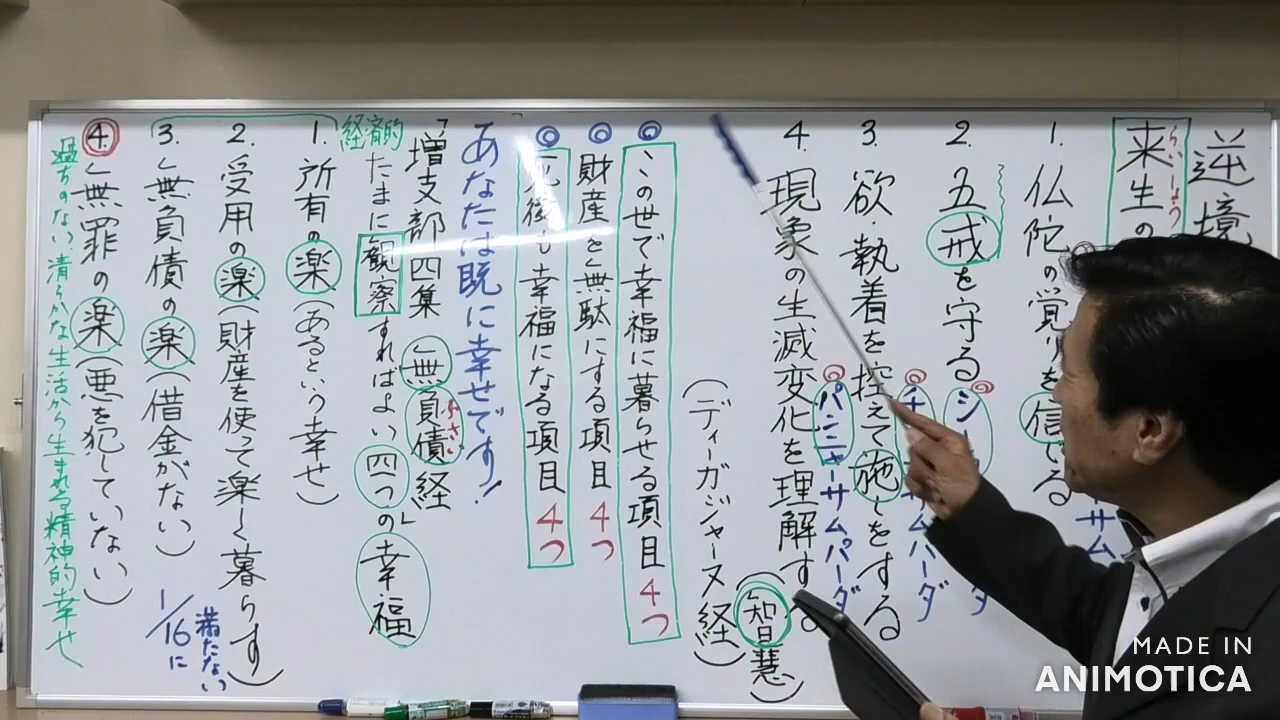 逆境
来生の
らいしょう
1. 仏陀の覚りを信じる
2. 五戒を守る
3. 欲・執着を控えて施しをする
4. 現象の生滅変化を理解する
パンニャーサムパーダ
(智慧)
(ディーガジャーヌ経)
◎ この世で幸福に暮らせる項目 4つ
◎ 財産を無駄にする項目 4つ
◎ 死後も幸福になる項目 4つ
あなたは既に幸せです!
「増支部四集 無負債経」
ふさい
たまに観察すればよい四つの幸福
経済的
1. 所有の楽(あるという幸せ)
2. 受用の楽(財産を使って楽しく暮らす)
3. 無負債の楽(借金がない)
4. 無罪の楽(悪を犯していない)
1/16に満たない
過ちのない清らかな生活から生まれる精神的幸せ
MADE IN
ANIMOTICA